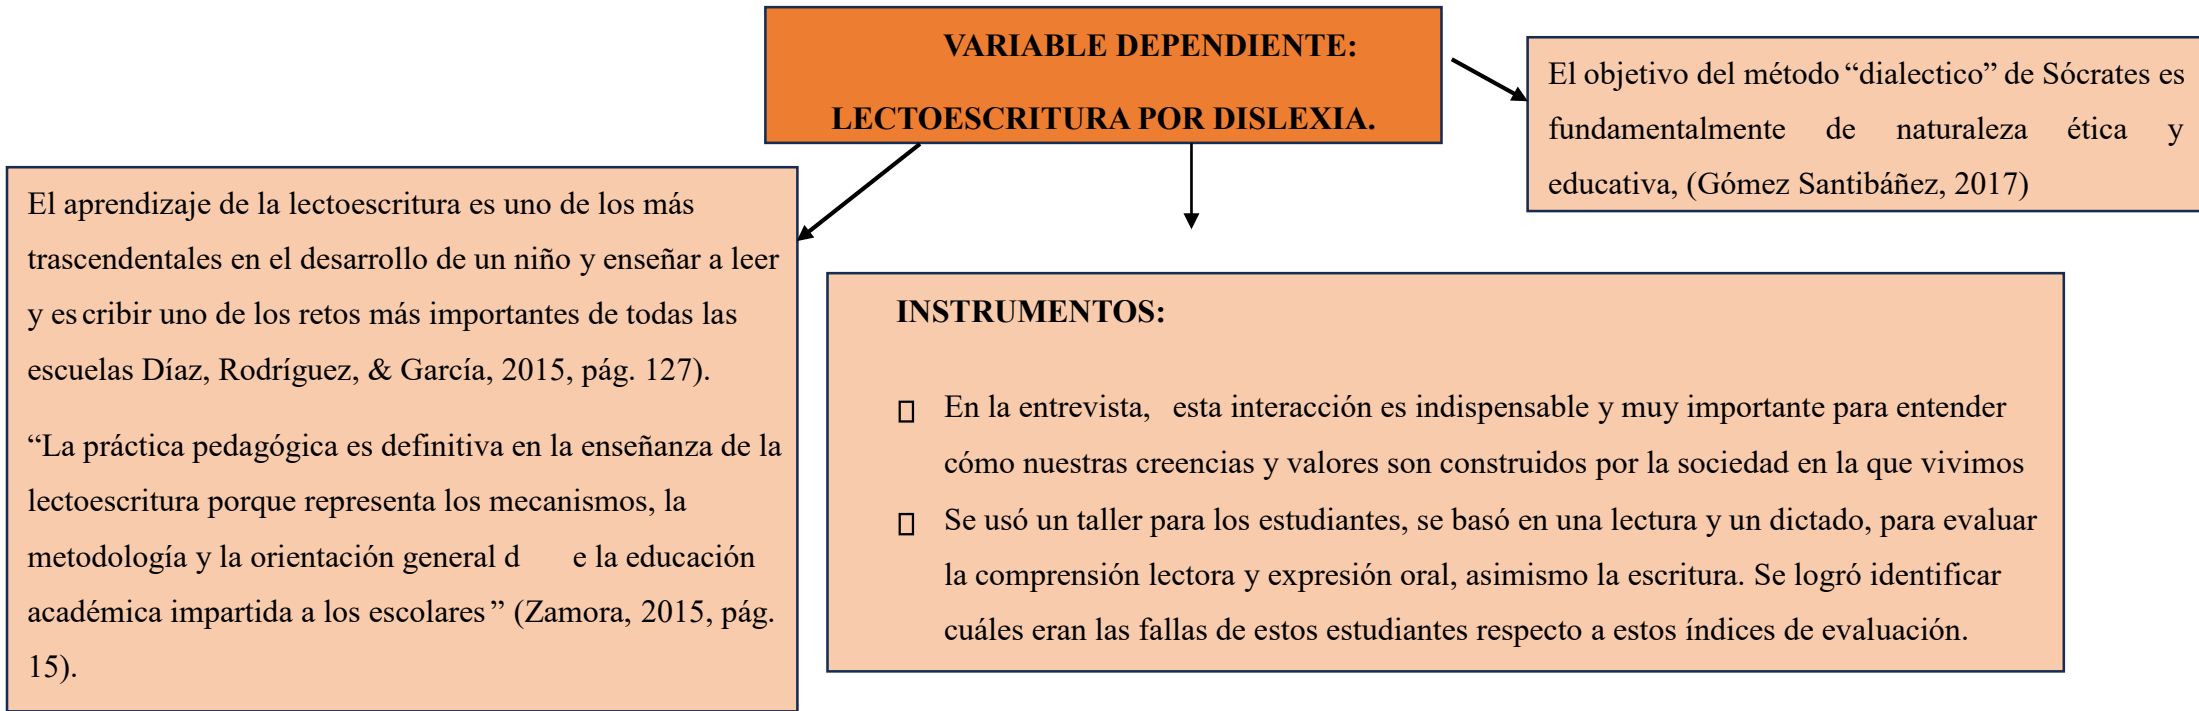 VARIABLE DEPENDIENTE:
LECTOESCRITURA POR DISLEXIA.
El objetivo del método “dialectico” de Sócrates es
fundamentalmente de naturaleza ética y
educativa, (Gómez Santibáñez, 2017)
El aprendizaje de la lectoescritura es uno de los más
trascendentales en el desarrollo de un niño y enseñar a leer
y es cribir uno de los retos más importantes de todas las
escuelas Díaz, Rodríguez, & García, 2015, pág. 127).
“La práctica pedagógica es definitiva en la enseñanza de la
lectoescritura porque representa los mecanismos, la
metodología y la orientación general d e la educación
académica impartida a los escolares ” (Zamora, 2015, pág.
15).
INSTRUMENTOS:
En la entrevista, esta interacción es indispensable y muy importante para entender
cómo nuestras creencias y valores son construidos por la sociedad en la que vivimos
Se usó un taller para los estudiantes, se basó en una lectura y un dictado, para evaluar
la comprensión lectora y expresión oral, asimismo la escritura. Se logró identificar
cuáles eran las fallas de estos estudiantes respecto a estos índices de evaluación.